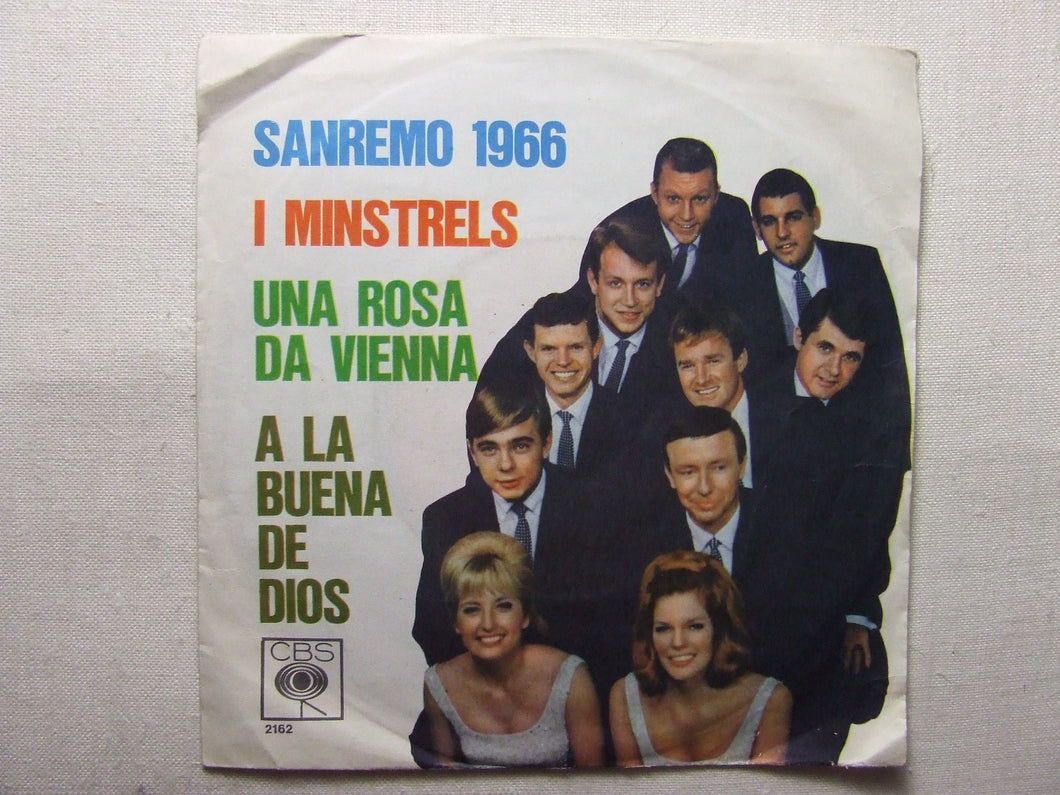 SANREMO 1966
I MINSTRELS
UNA ROSA
DA VIENNA
A LA
BUENA
DE
DIOS
CBS
2162